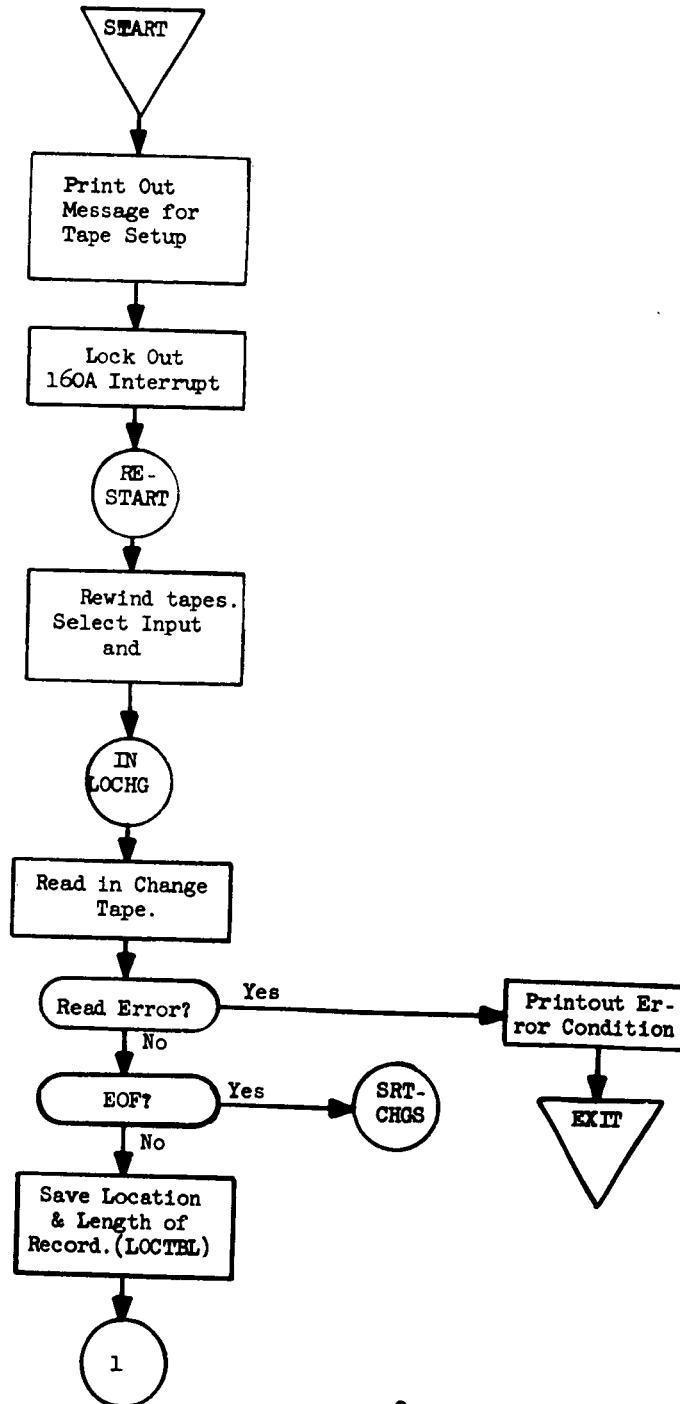 START
Print Out
Message for
Tape Setup
Lock Out
160A Interrupt
RE-
START
Rewind tapes.
Select Input
and
IN
LOCHG
Read in Change
Tape.
Read Error?
Yes
Printout Er-
ror Condition
No
EOF?
Yes
SRT-
CHGS
EXIT
No
Save Location
& Length of
Record.(LOCTBL)
1